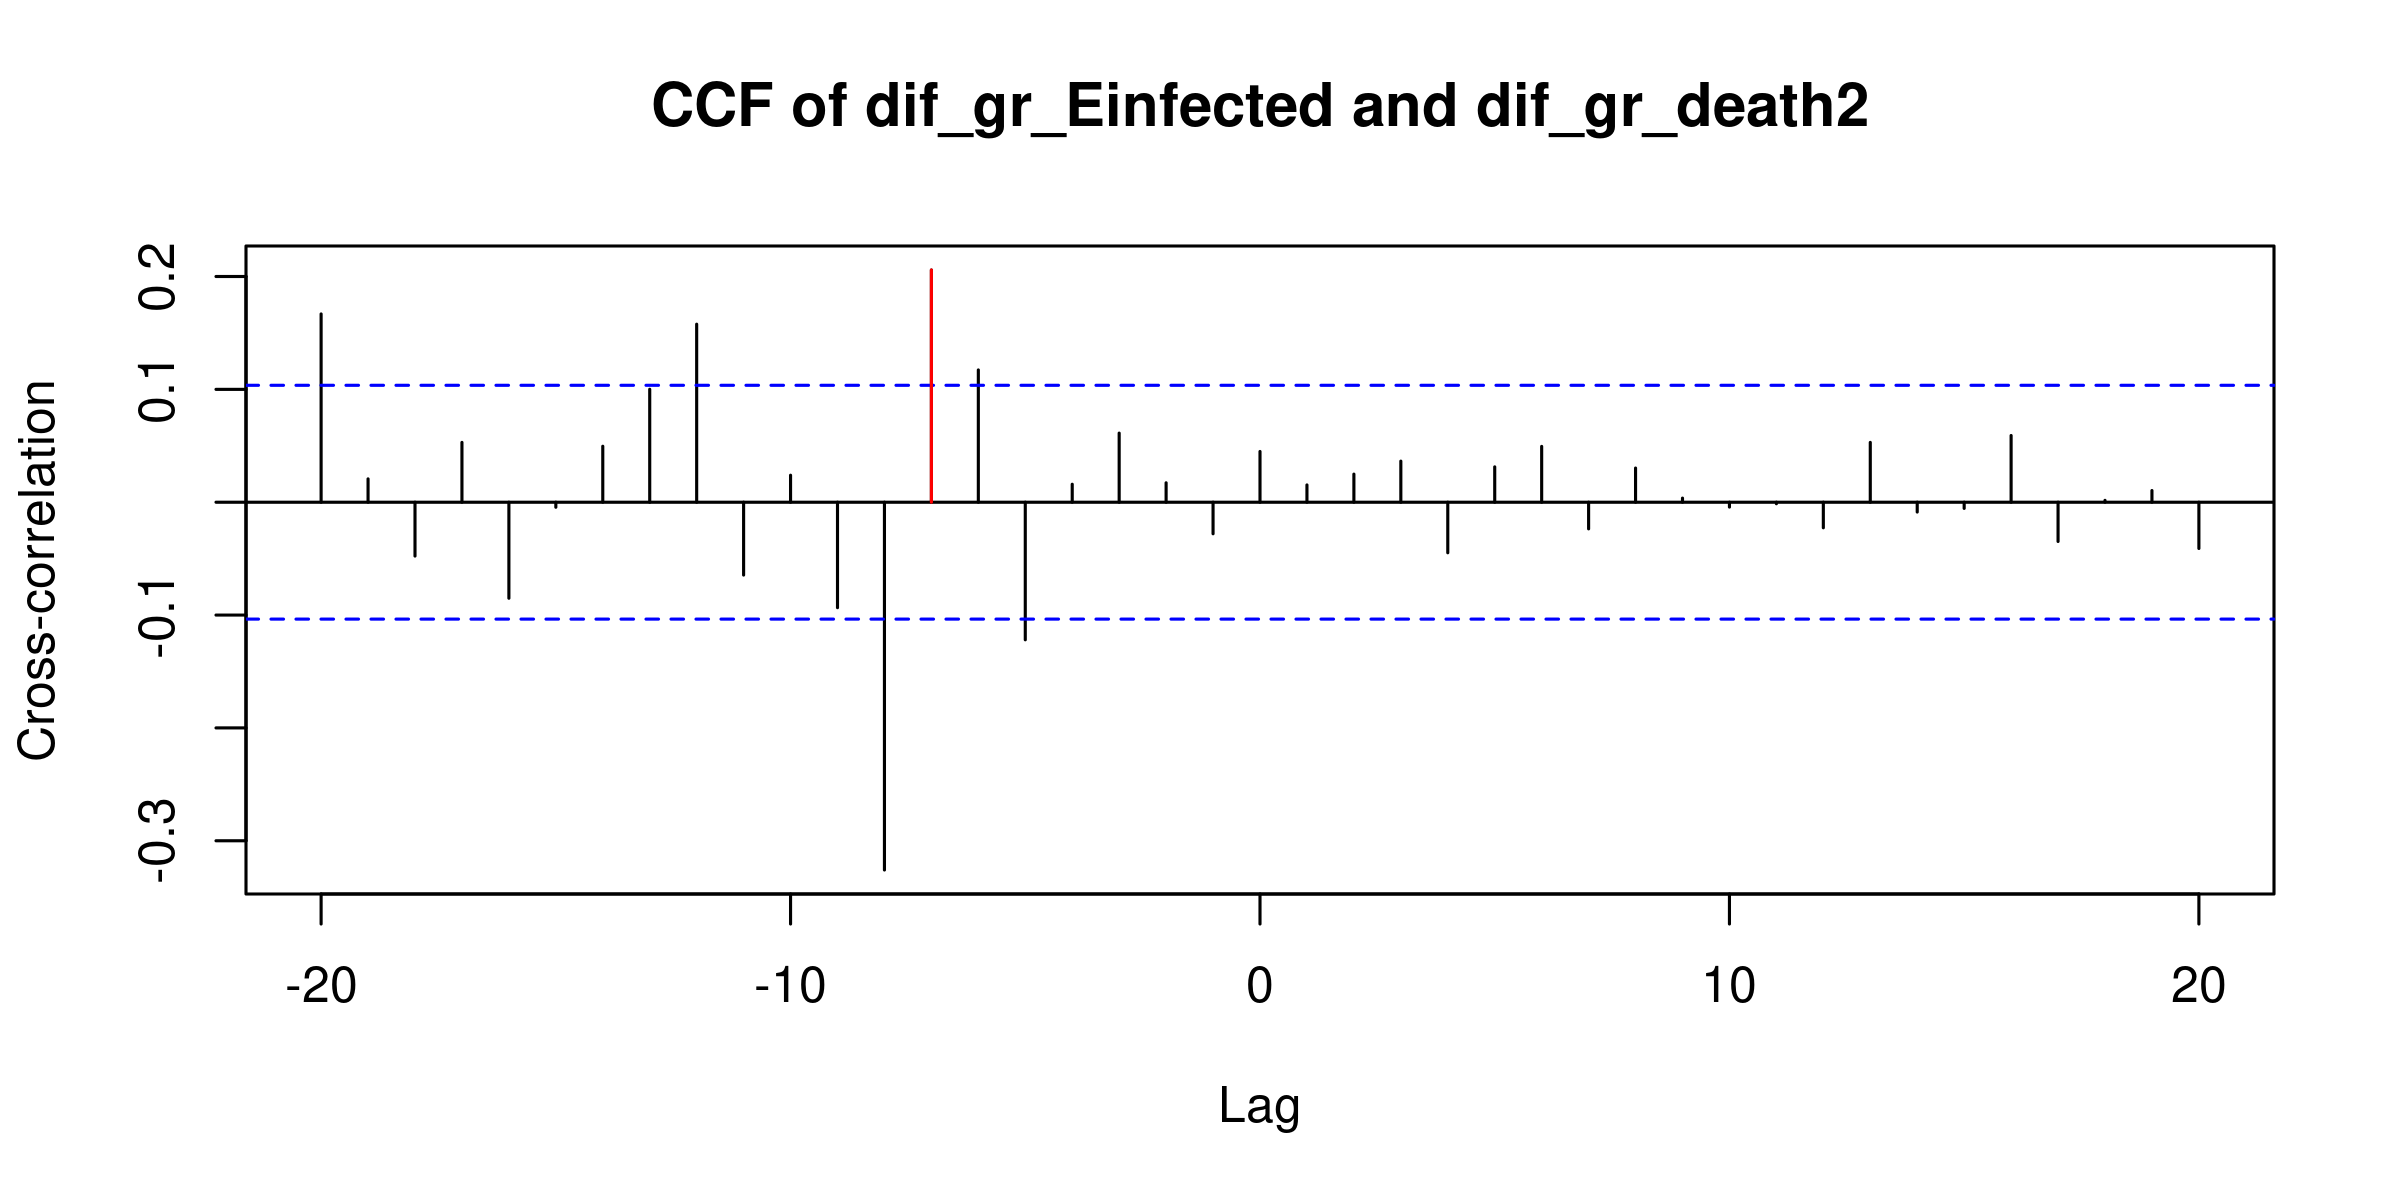 CCF of dif_gr_Einfected and dif_gr_death2
Cross-correlation
0.2
0.1
-0.1
-0.3
-20 -10 0 10 20
Lag